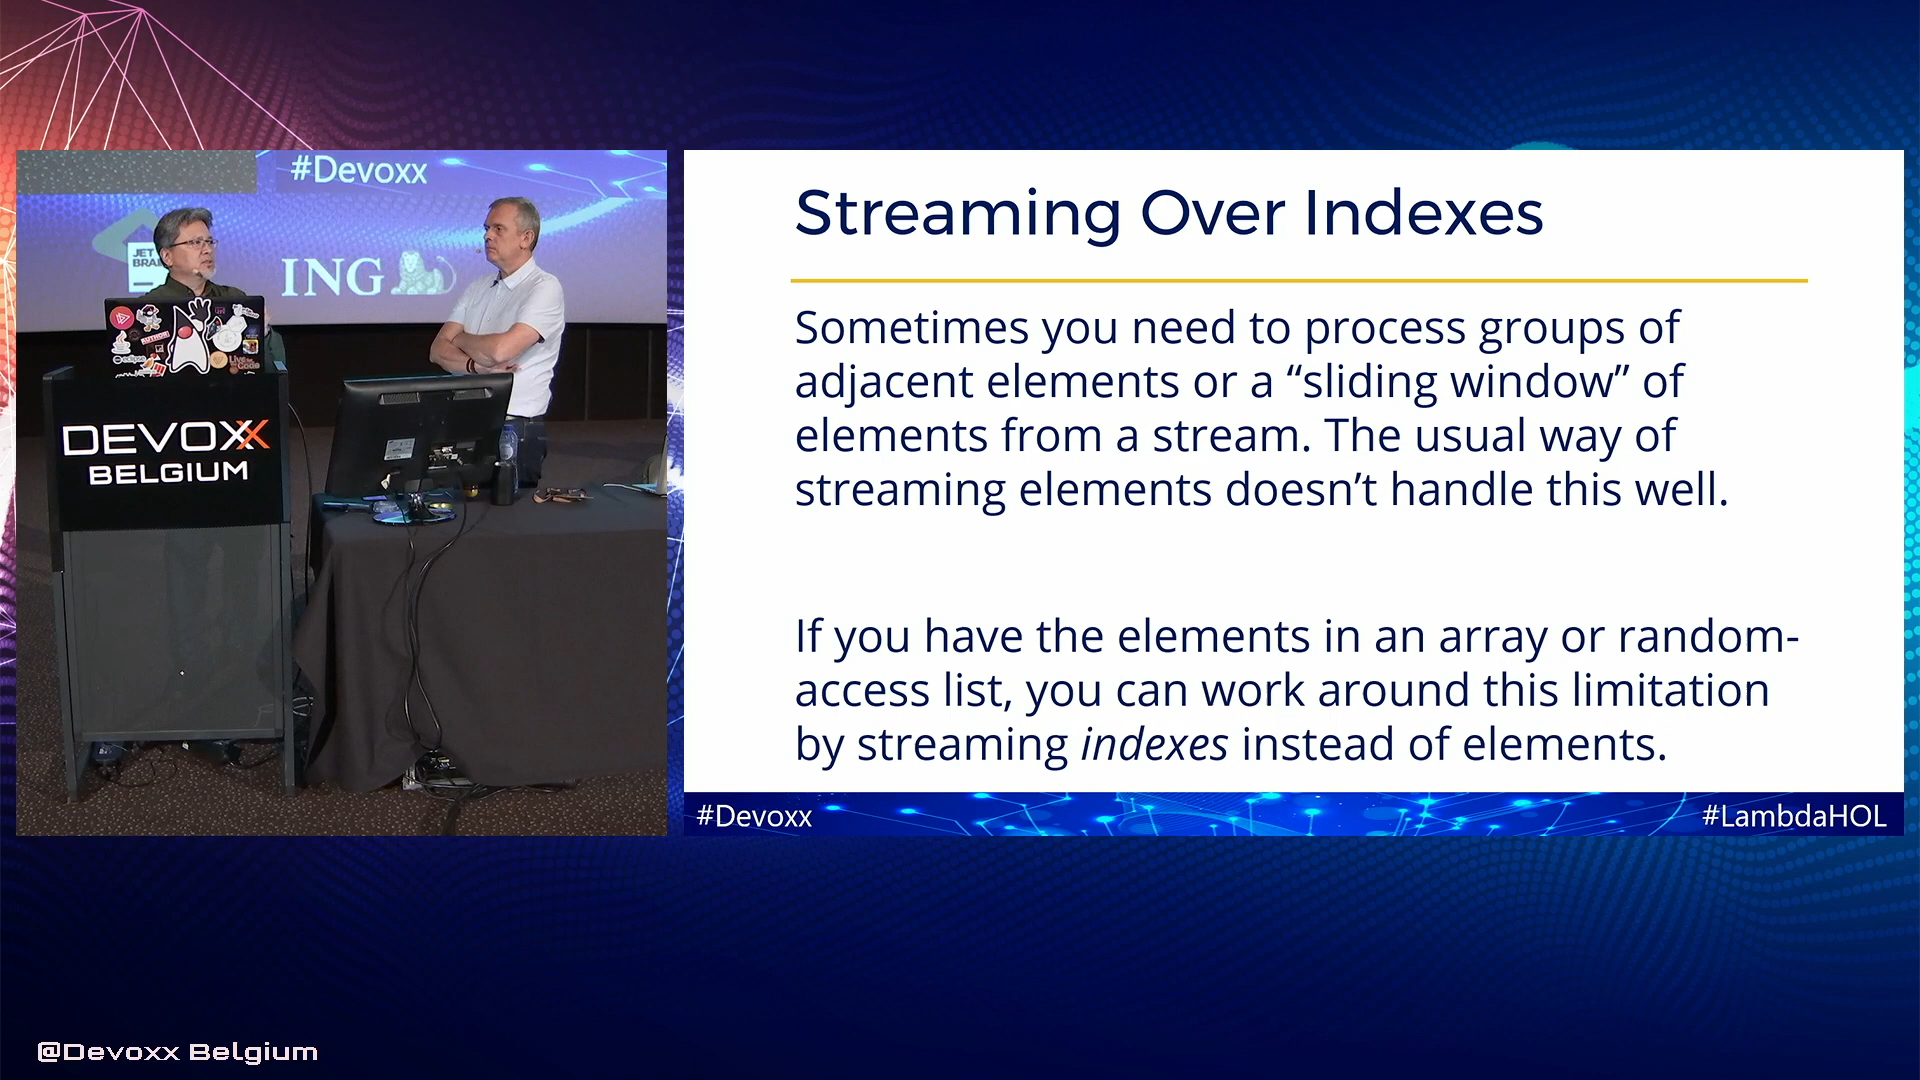 #Devoxx
JET
BRAI
ING
DEVOXX
BELGIUM
Streaming Over Indexes
Sometimes you need to process groups of
adjacent elements or a “sliding window” of
elements from a stream. The usual way of
streaming elements doesn’t handle this well.
If you have the elements in an array or random-
access list, you can work around this limitation
by streaming indexes instead of elements.
#Devoxx
#LambdaHOL
@Devoxx Belgium